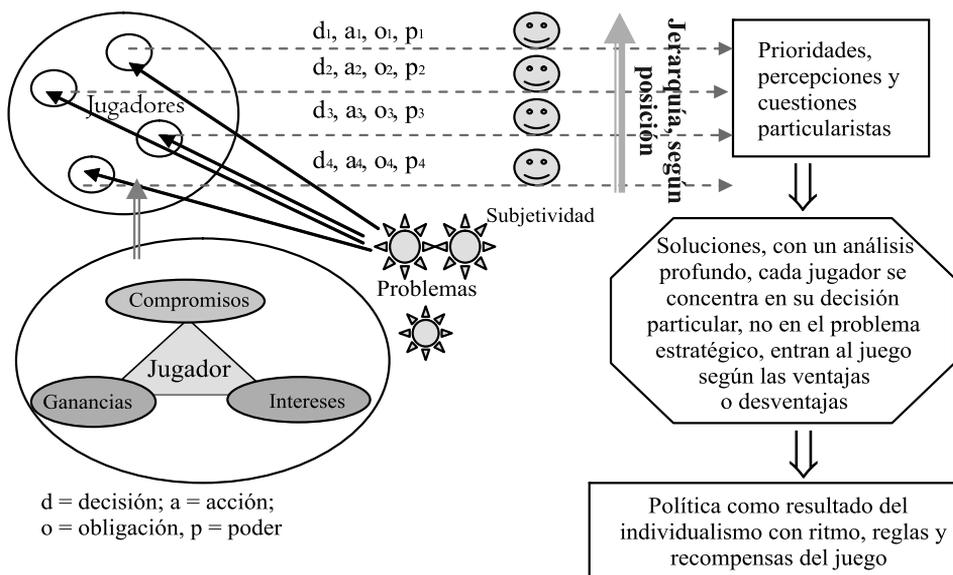 d1, a1, o1, p1
d2, a2, o2, p2
d3, a3, o3, p3
d4, a4, o4, p4
Jugadores
Subjetividad
Jerarquía, según
posición
Problemas
Compromisos
Jugador
Ganancias
Intereses
d = decisión; a = acción;
o = obligación, p = poder
Prioridades,
percepciones y
cuestiones
particularistas
Soluciones, con un análisis
profundo, cada jugador se
concentra en su decisión
particular, no en el problema
estratégico, entran al juego
según las ventajas
o desventajas
Política como resultado del
individualismo con ritmo, reglas y
recompensas del juego